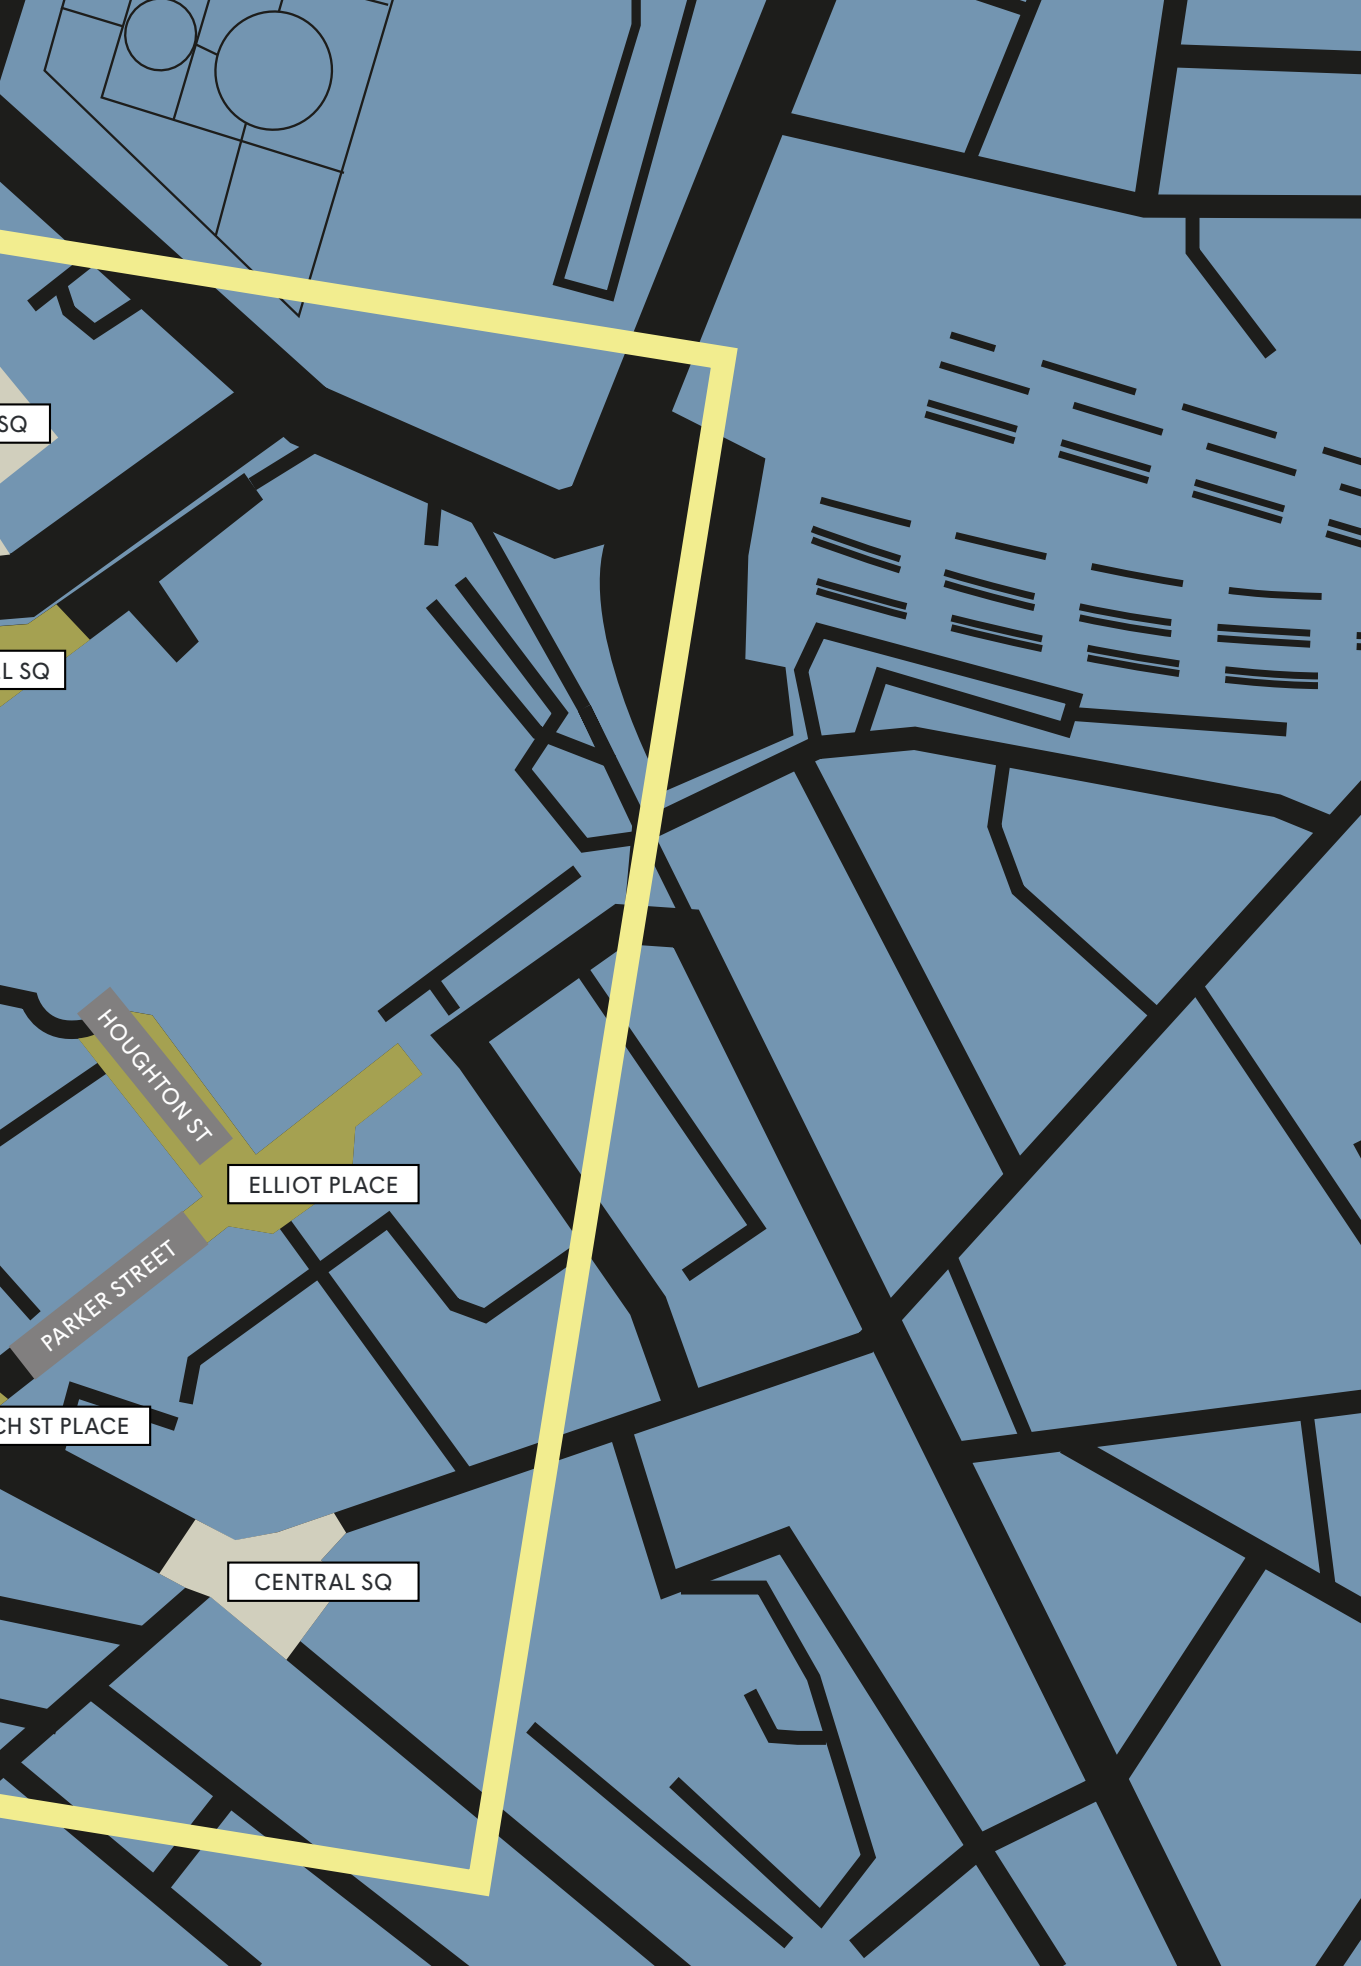 SQ
L SQ
HOUGHTON ST
ELLIOT PLACE
PARKER STREET
CH ST PLACE
CENTRAL SQ